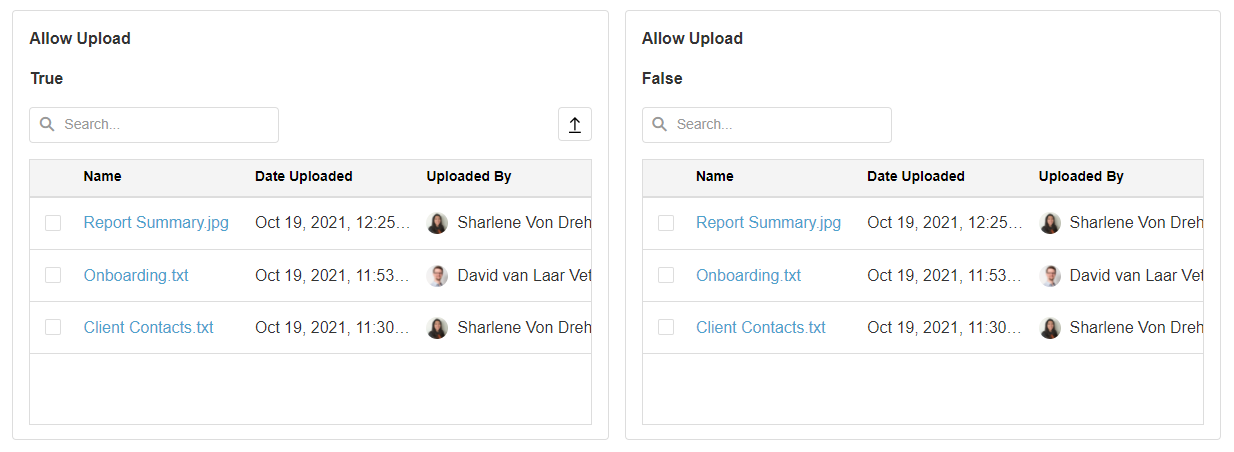 Allow Upload
True
Search...
Name Date Uploaded Uploaded By
Report Summary.jpg Oct 19, 2021, 12:25... Sharlene Von Dreh
Onboarding.txt Oct 19, 2021, 11:53... David van Laar Vet
Client Contacts.txt Oct 19, 2021, 11:30... Sharlene Von Dreh
Allow Upload
False
Search...
Name Date Uploaded Uploaded By
Report Summary.jpg Oct 19, 2021, 12:25... Sharlene Von Dreh
Onboarding.txt Oct 19, 2021, 11:53... David van Laar Vet
Client Contacts.txt Oct 19, 2021, 11:30... Sharlene Von Dreh